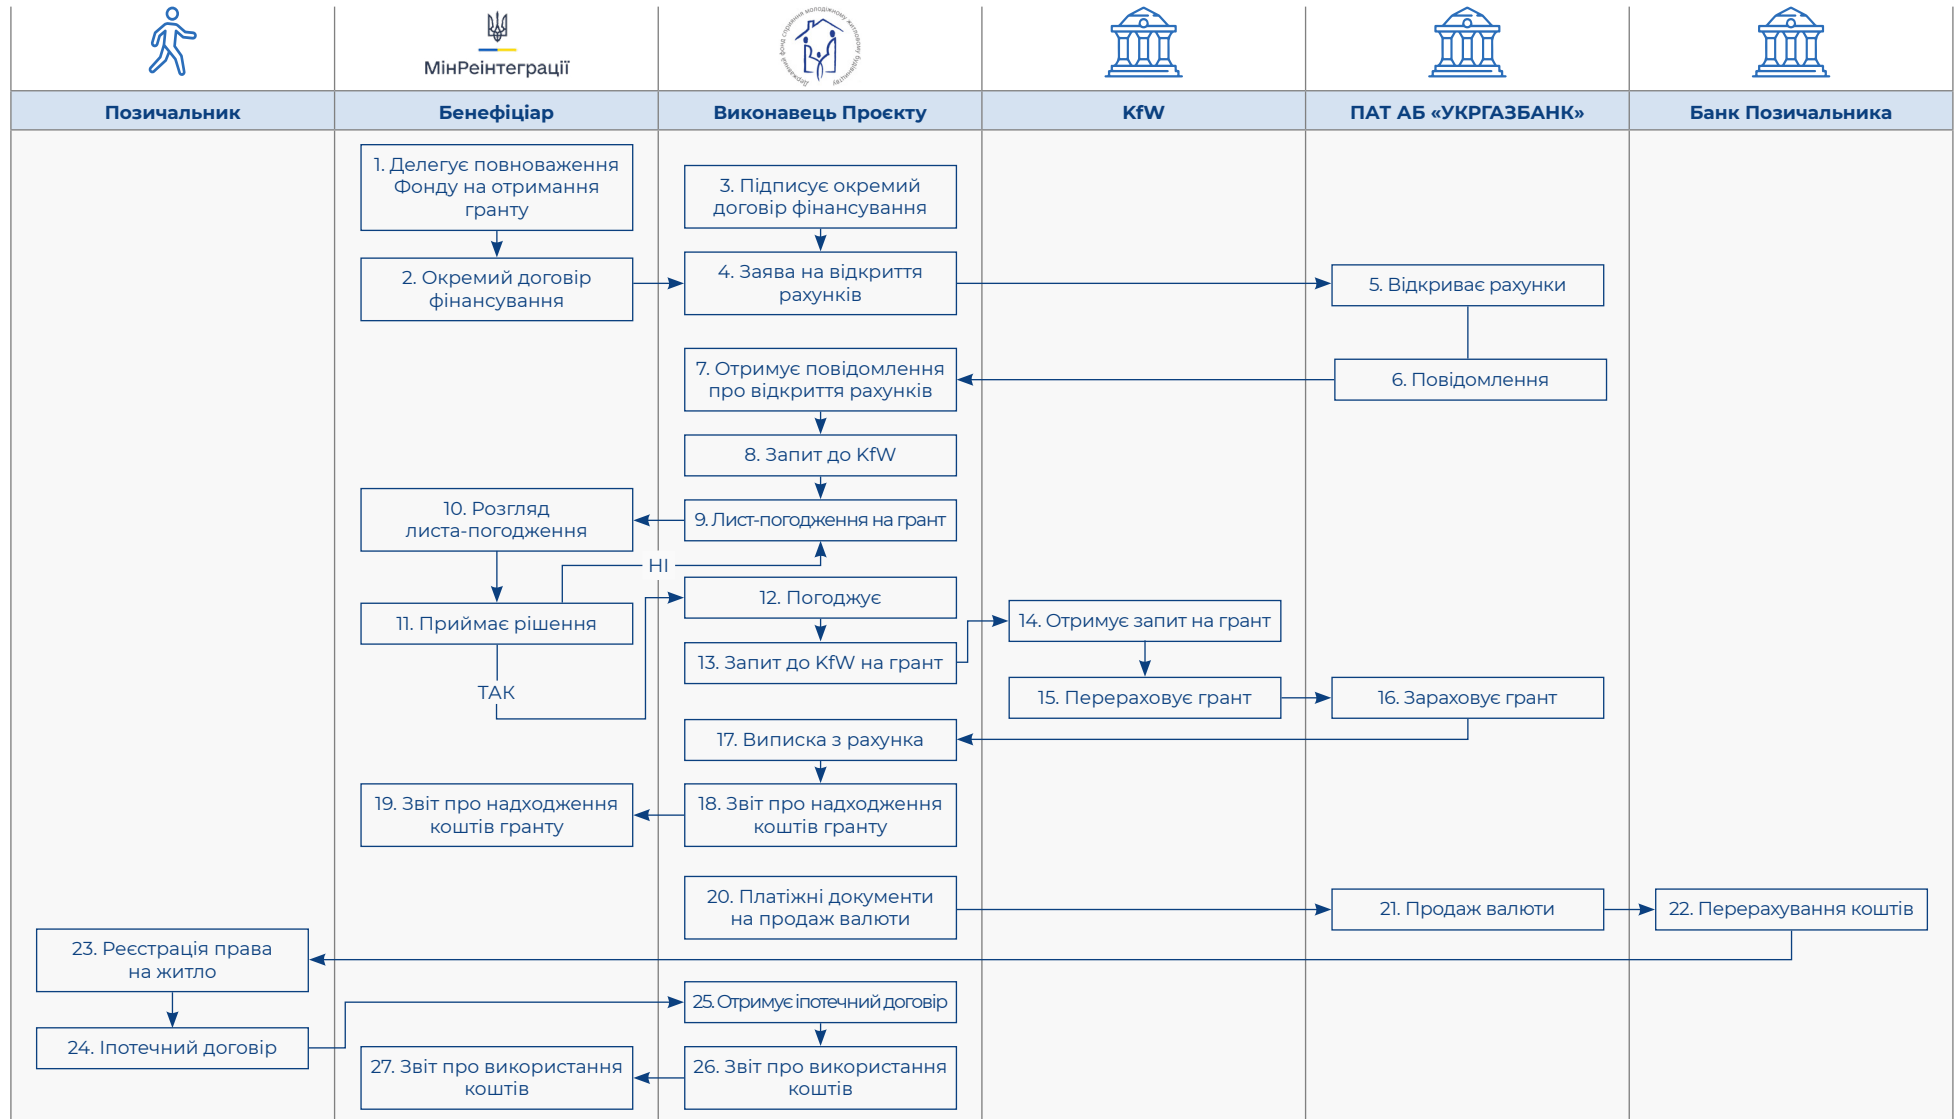 МінРеінтеграції
Державний фонд сприяння молодіжному житловому будівництву
Позичальник
Бенефіціар
Виконавець Проєкту
KfW
ПАТ АБ «УКРГАЗБАНК»
Банк Позичальника
1. Делегує повноваження
Фонду на отримання
гранту
3. Підписує окремий
договір фінансування
2. Окремий договір
фінансування
4. Заява на відкриття
рахунків
5. Відкриває рахунки
7. Отримує повідомлення
про відкриття рахунків
6. Повідомлення
8. Запит до KfW
10. Розгляд
листа-погодження
9. Лист-погодження на грант
НІ
11. Приймає рішення
12. Погоджує
14. Отримує запит на грант
13. Запит до KfW на грант
ТАК
15. Перераховує грант
16. Зараховує грант
17. Виписка з рахунка
19. Звіт про надходження
коштів гранту
18. Звіт про надходження
коштів гранту
20. Платіжні документи
на продаж валюти
21. Продаж валюти
22. Перерахування коштів
23. Реєстрація права
на житло
25. Отримує іпотечний договір
24. Іпотечний договір
27. Звіт про використання
коштів
26. Звіт про використання
коштів